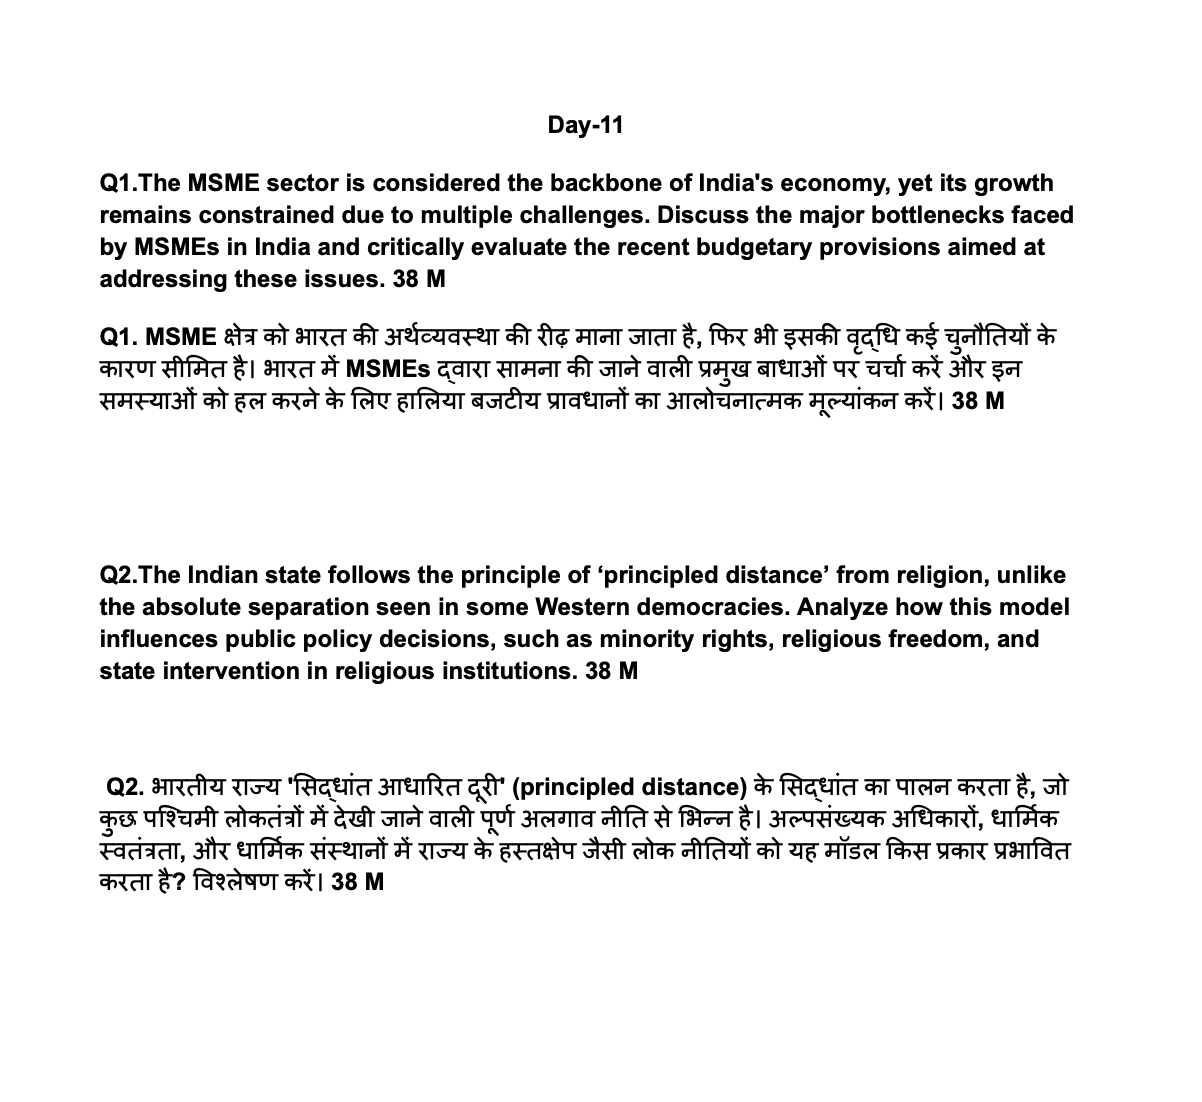 Day-11
Q1.The MSME sector is considered the backbone of India's economy, yet its growth
remains constrained due to multiple challenges. Discuss the major bottlenecks faced
by MSMEs in India and critically evaluate the recent budgetary provisions aimed at
addressing these issues. 38 M
Q1. MSME क्षेत्र को भारत की अर्थव्यवस्था की रीढ़ माना जाता है, फिर भी इसकी वृद्धि कई चुनौतियों के
कारण सीमित है। भारत में MSMEs द्वारा सामना की जाने वाली प्रमुख बाधाओं पर चर्चा करें और इन
समस्याओं को हल करने के लिए हालिया बजटीय प्रावधानों का आलोचनात्मक मूल्यांकन करें। 38 M
Q2.The Indian state follows the principle of ‘principled distance’ from religion, unlike
the absolute separation seen in some Western democracies. Analyze how this model
influences public policy decisions, such as minority rights, religious freedom, and
state intervention in religious institutions. 38 M
Q2. भारतीय राज्य 'सिद्धांत आधारित दूरी' (principled distance) के सिद्धांत का पालन करता है, जो
कुछ पश्चिमी लोकतंत्रों में देखी जाने वाली पूर्ण अलगाव नीति से भिन्न है। अल्पसंख्यक अधिकारों, धार्मिक
स्वतंत्रता, और धार्मिक संस्थानों में राज्य के हस्तक्षेप जैसी लोक नीतियों को यह मॉडल किस प्रकार प्रभावित
करता है? विश्लेषण करें। 38 M